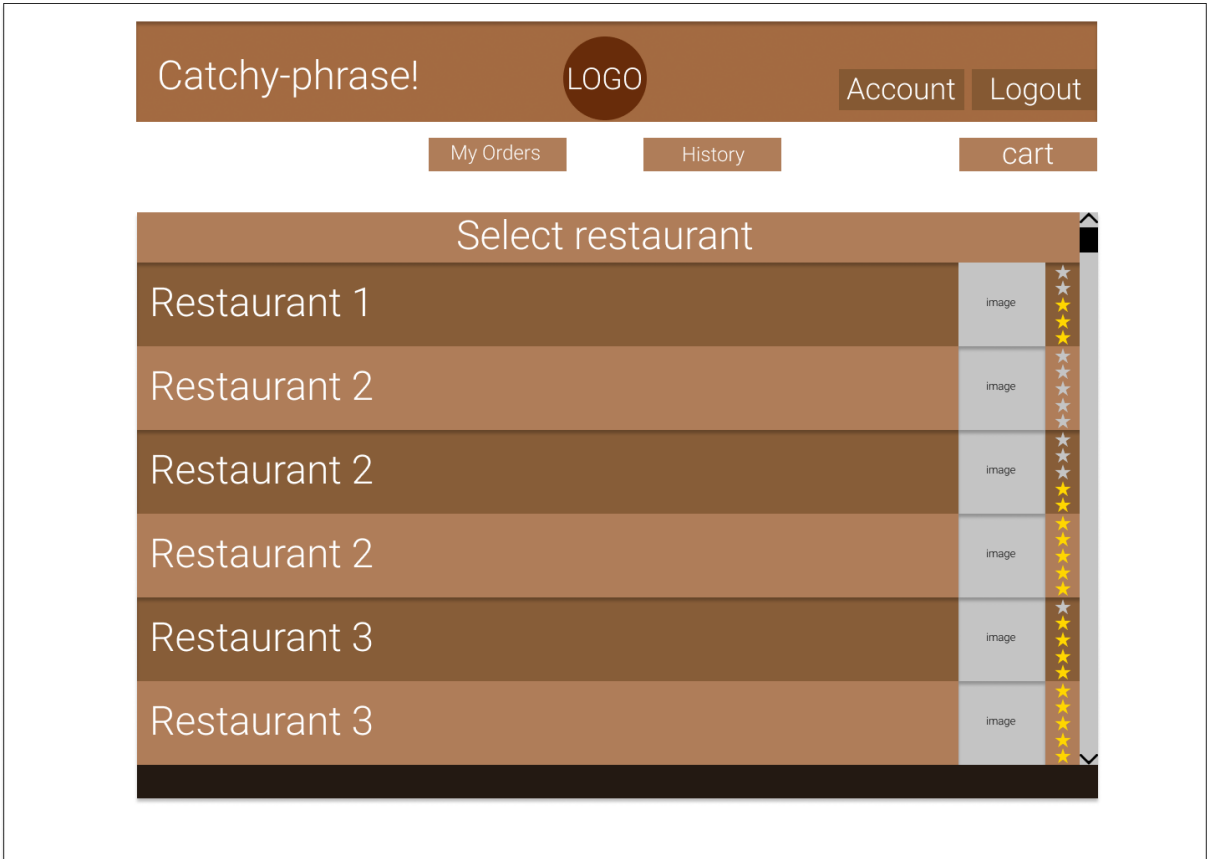 Catchy-phrase!
LOGO
Account
Logout
My Orders
History
cart
Select restaurant
Restaurant 1
image
Restaurant 2
image
Restaurant 2
image
Restaurant 2
image
Restaurant 3
image
Restaurant 3
image